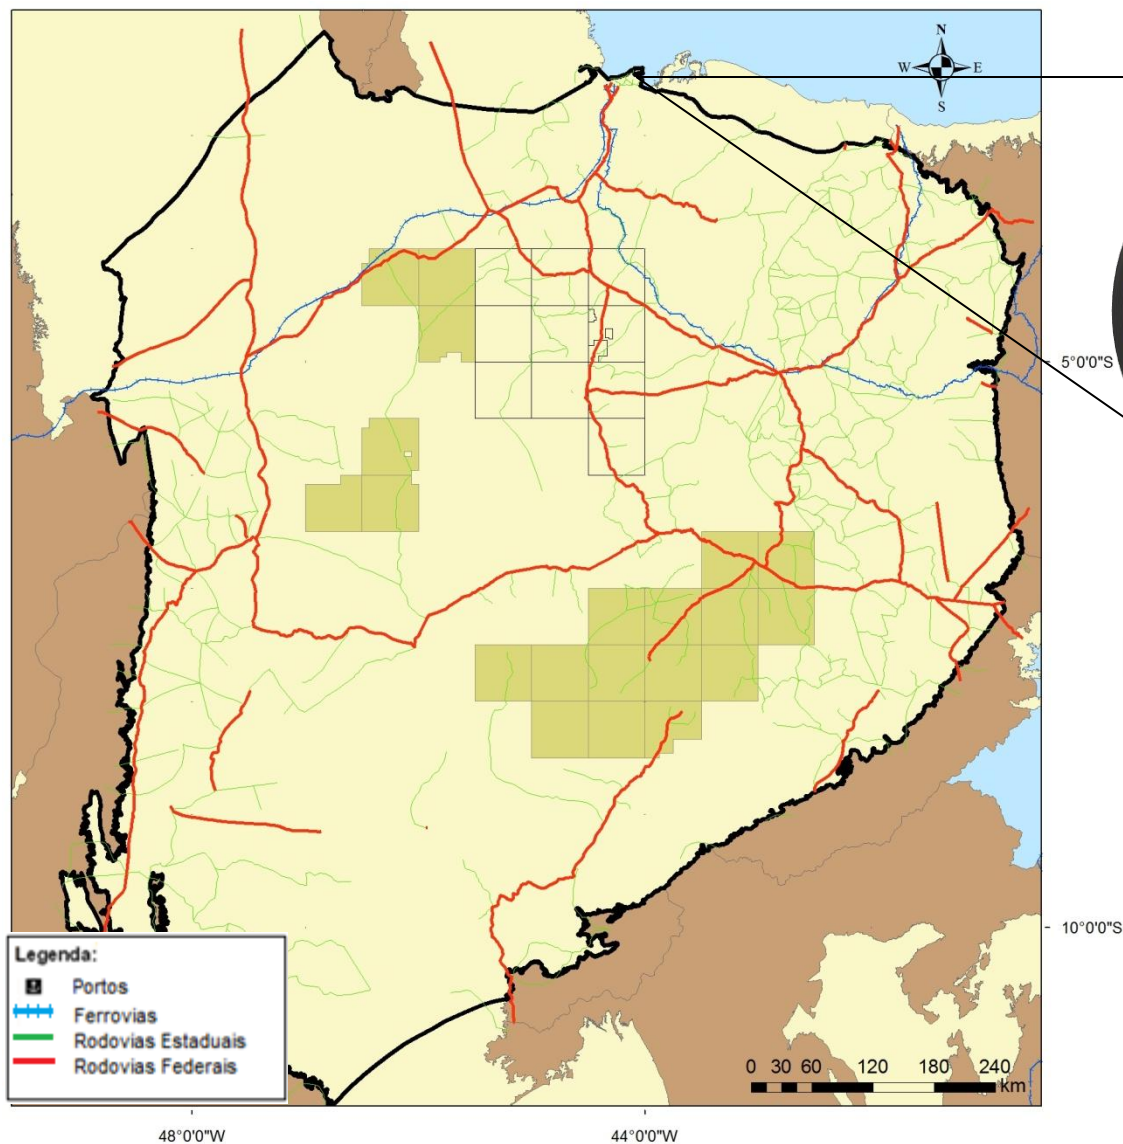 N
W
E
S
5°0'0"S
10°0'0"S
Legenda:
Portos
Ferrovias
Rodovias Estaduais
Rodovias Federais
0 30 60 120 180 240
km
48°0'0"W
44°0'0"W